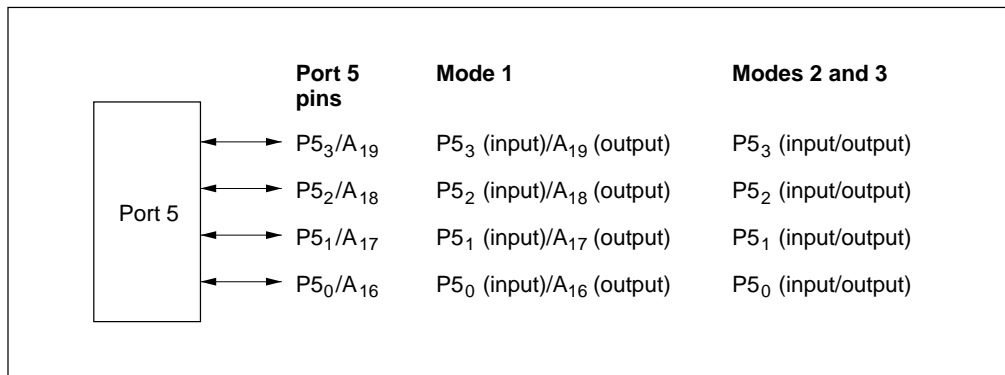 Port 5 pins Mode 1 Modes 2 and 3
P5₃/A₁₉ P5₃ (input)/A₁₉ (output) P5₃ (input/output)
P5₂/A₁₈ P5₂ (input)/A₁₈ (output) P5₂ (input/output)
Port 5
P5₁/A₁₇ P5₁ (input)/A₁₇ (output) P5₁ (input/output)
P5₀/A₁₆ P5₀ (input)/A₁₆ (output) P5₀ (input/output)